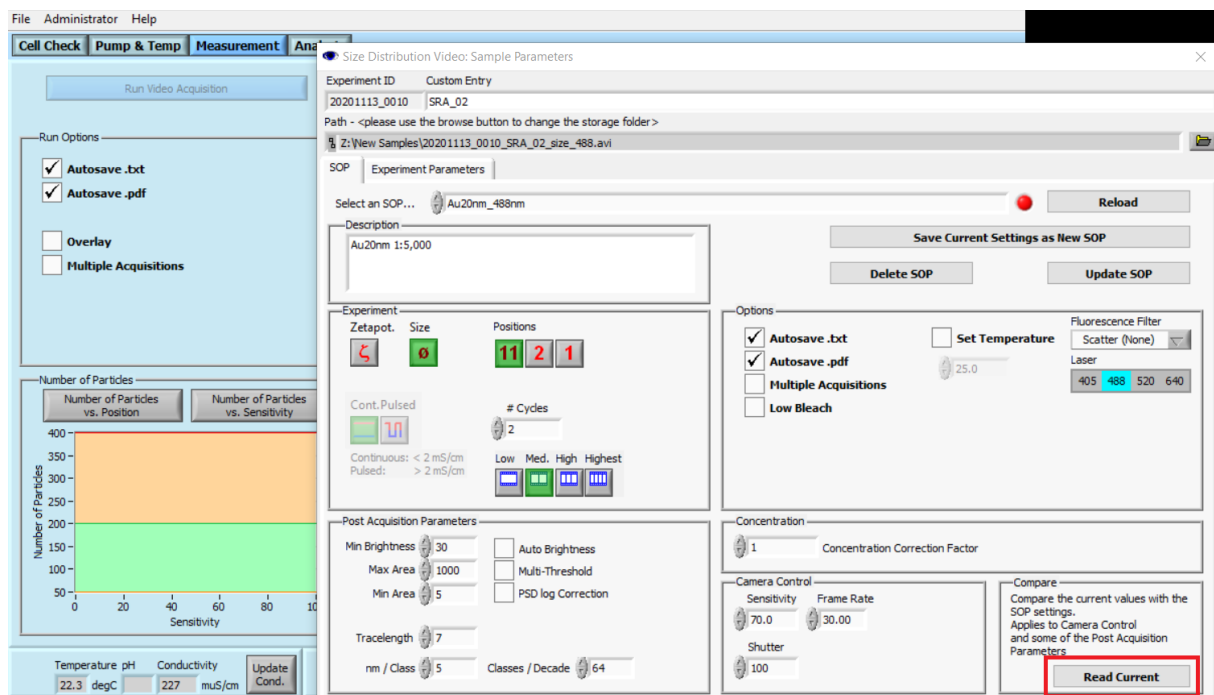 File Administrator Help
Cell Check Pump & Temp Measurement
Run Video Acquisition
Run Options
Autosave .txt
Autosave .pdf
Overlay
Multiple Acquisitions
Number of Particles
Number of Particles vs. Position
Number of Particles vs. Sensitivity
Number of Particles
400
350
300
250
200
150
100
50
0 20 40 60 80
Sensitivity
Temperature pH Conductivity
22.3 degC 227 muS/cm
Update Cond.
Size Distribution Video: Sample Parameters
Experiment ID Custom Entry
20201113_0010 SRA_02
Path - <please use the browse button to change the storage folder>
Z:\New Samples\20201113_0010_SRA_02_size_488.avi
SOP Experiment Parameters
Select an SOP... Au20nm_488nm Reload
Description
Au20nm 1:5,000
Save Current Settings as New SOP
Delete SOP Update SOP
Experiment
Zetapot. Size Positions
ζ ø 11 2 1
Cont. Pulsed
# Cycles
2
Continuous: < 2 mS/cm
Pulsed: > 2 mS/cm
Low Med. High Highest
Options
Autosave .txt
Autosave .pdf
Multiple Acquisitions
Low Bleach
Set Temperature
25.0
Fluorescence Filter
Scatter (None)
Laser
405 488 520 640
Post Acquisition Parameters
Min Brightness 30 Auto Brightness
Max Area 1000 Multi-Threshold
Min Area 5 PSD log Correction
Tracelength 7
nm / Class 5 Classes / Decade 64
Concentration
1 Concentration Correction Factor
Camera Control
Sensitivity Frame Rate
70.0 30.00
Shutter
100
Compare
Compare the current values with the
SOP settings.
Applies to Camera Control
and some of the Post Acquisition
Parameters
Read Current